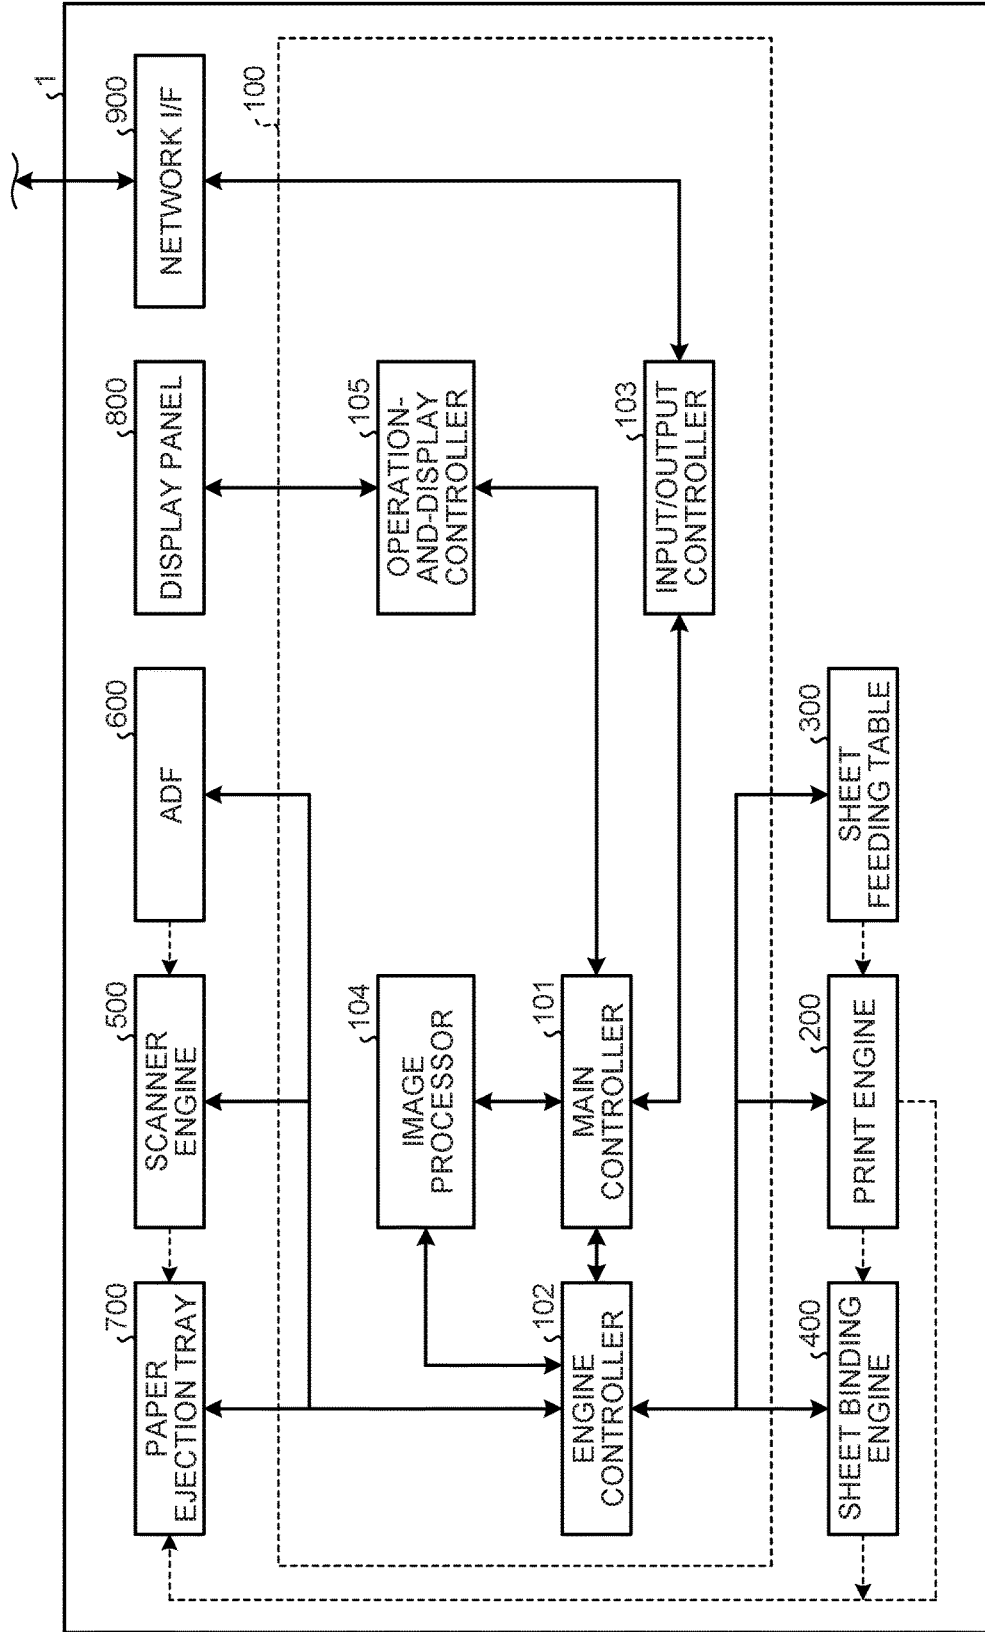 1
700
PAPER
EJECTION TRAY
500
SCANNER
ENGINE
600
ADF
800
DISPLAY PANEL
900
NETWORK I/F
100
104
IMAGE
PROCESSOR
105
OPERATION-
AND-DISPLAY
CONTROLLER
102
ENGINE
CONTROLLER
101
MAIN
CONTROLLER
103
INPUT/OUTPUT
CONTROLLER
400
SHEET BINDING
ENGINE
200
PRINT ENGINE
300
SHEET
FEEDING TABLE